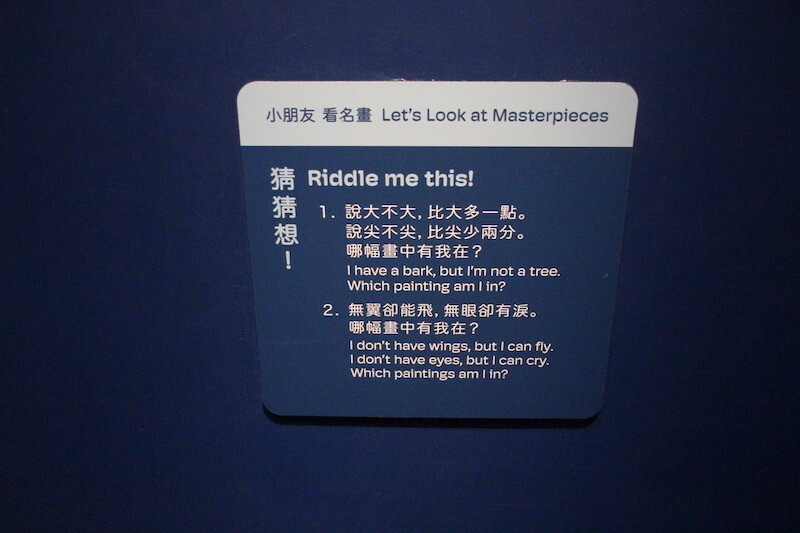 小朋友 看名畫 Let's Look at Masterpieces
猜猜想！
Riddle me this!
1. 說大不大，比大多一點。
說尖不尖，比尖少兩分。
哪幅畫中有我在？
I have a bark, but I'm not a tree.
Which painting am I in?
2. 無翼卻能飛，無眼卻有淚。
哪幅畫中有我在？
I don't have wings, but I can fly.
I don't have eyes, but I can cry.
Which paintings am I in?